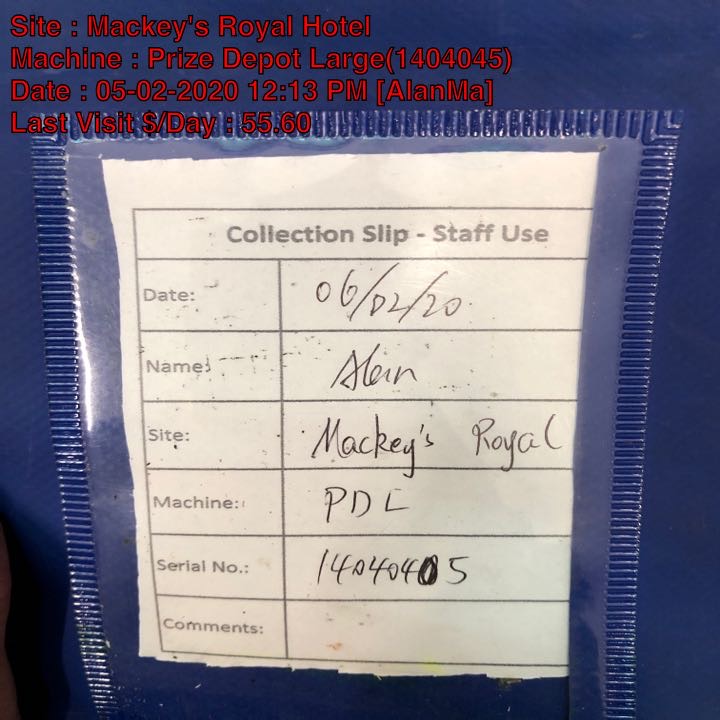 Site : Mackey's Royal Hotel
Machine : Prize Depot Large(1404045)
Date : 05-02-2020 12:13 PM [AlanMa]
Last Visit $/Day : 55.60
Collection Slip - Staff Use
Date: 06/02/20
Name: Alan
Site: Mackey's Royal
Machine: PDL
Serial No.: 14040405
Comments: